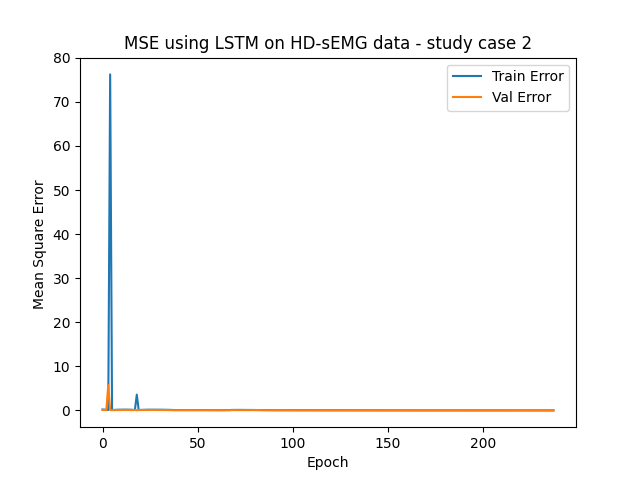 MSE using LSTM on HD-sEMG data - study case 2
80
70
60
50
40
30
20
10
0
Mean Square Error
Train Error
Val Error
0 50 100 150 200
Epoch